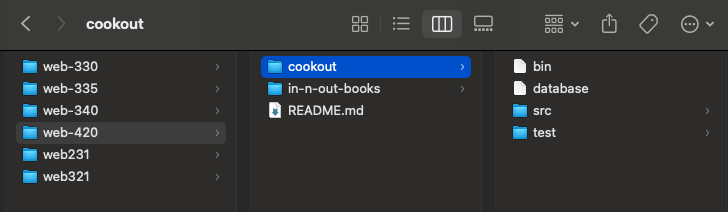 cookout
web-330
web-335
web-340
web-420
web231
web321
cookout
in-n-out-books
README.md
bin
database
src
test